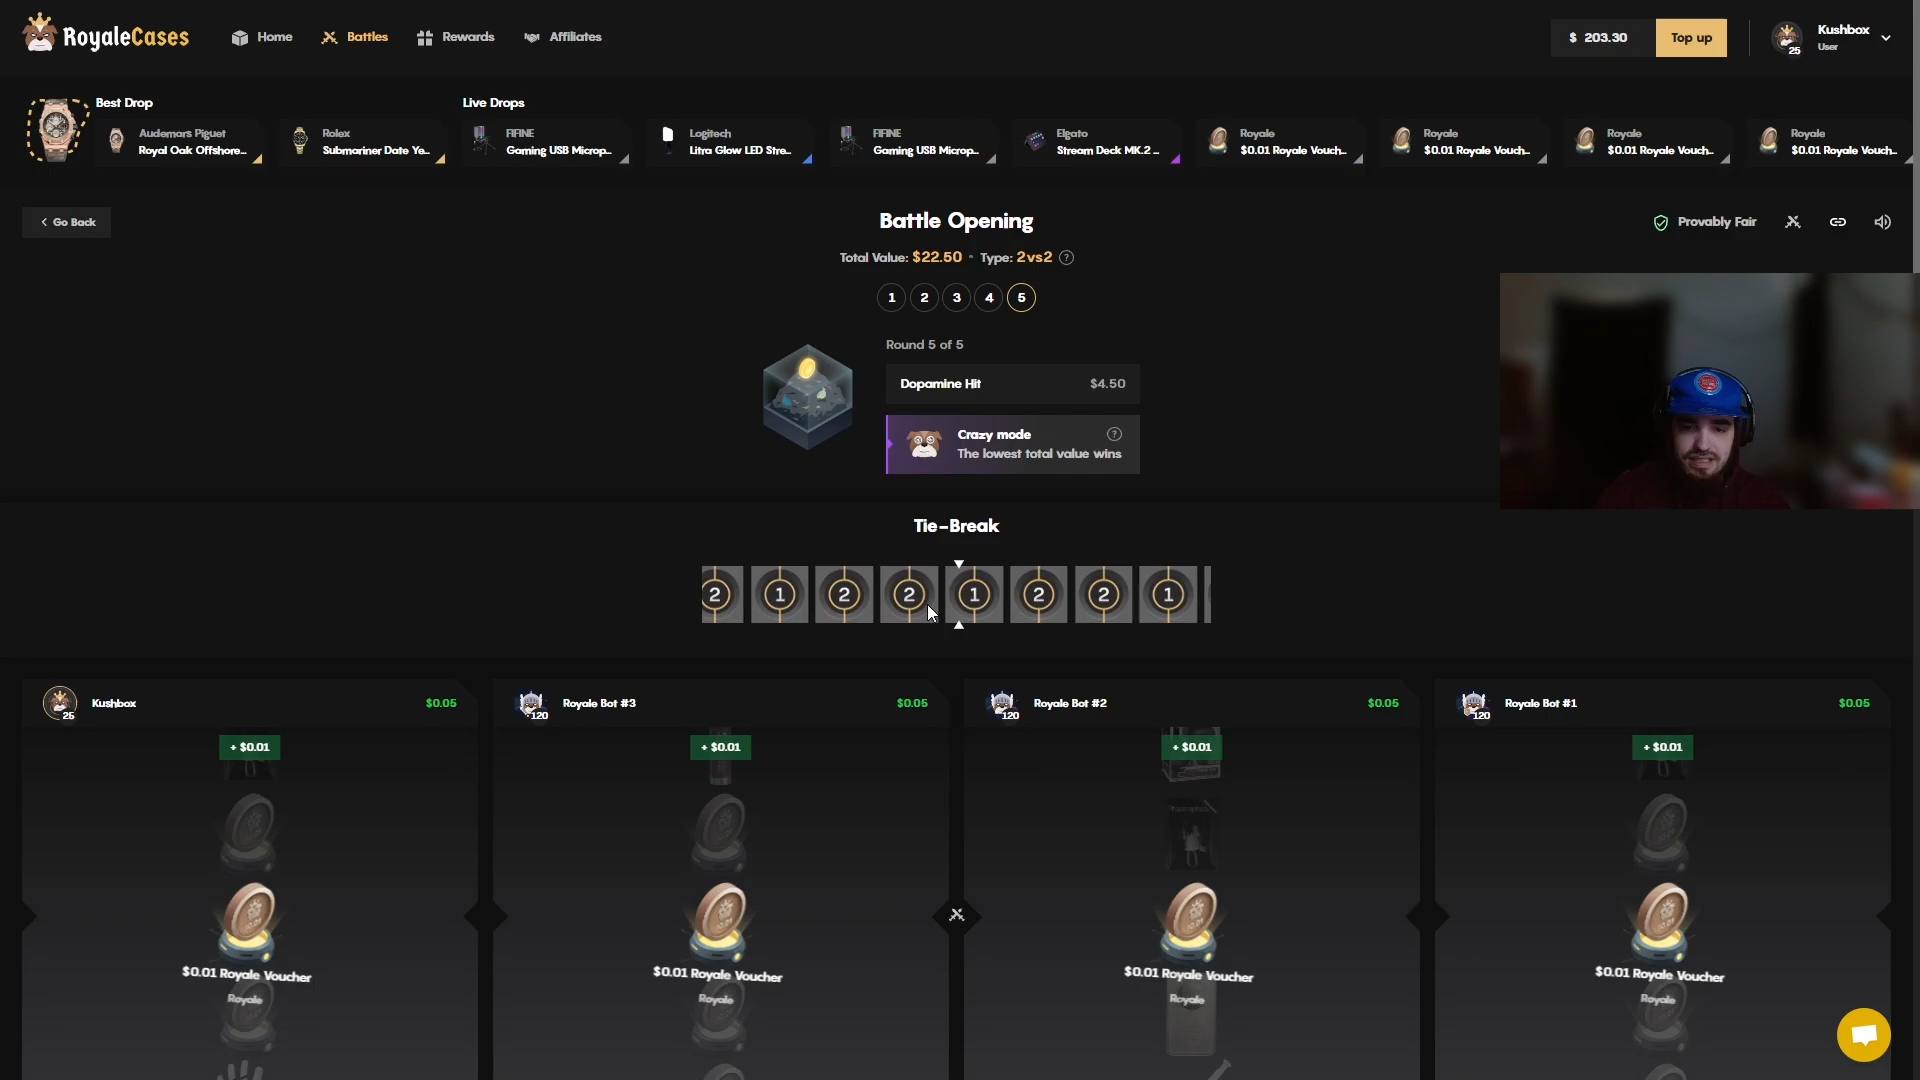 RoyaleCases
Home
Battles
Rewards
Affiliates
$ 203.30
Top up
25
Kushbox
User
Best Drop
Live Drops
Audemars Piguet
Royal Oak Offshore...
Rolex
Submariner Date Ye...
FIFINE
Gaming USB Microp...
Logitech
Litra Glow LED Stre...
FIFINE
Gaming USB Microp...
Elgato
Stream Deck MK.2 ...
Royale
$0.01 Royale Vouch...
Royale
$0.01 Royale Vouch...
Royale
$0.01 Royale Vouch...
Royale
$0.01 Royale Vouch...
Go Back
Battle Opening
Provably Fair
Total Value: $22.50 • Type: 2vs2 ?
1 2 3 4 5
Round 5 of 5
Dopamine Hit $4.50
Crazy mode ?
The lowest total value wins
Tie-Break
2 1 2 2 1 2 2 1
25 Kushbox $0.05
120 Royale Bot #3 $0.05
120 Royale Bot #2 $0.05
120 Royale Bot #1 $0.05
+ $0.01
+ $0.01
+ $0.01
+ $0.01
$0.01 Royale Voucher
Royale
$0.01 Royale Voucher
Royale
$0.01 Royale Voucher
Royale
$0.01 Royale Voucher
Royale